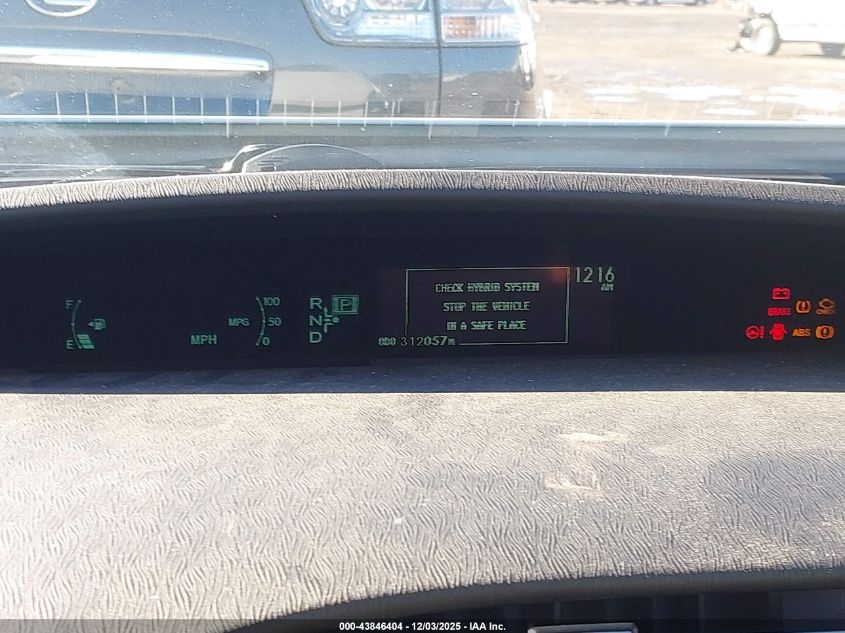 1216
AM
CHECK HYBRID SYSTEM
STOP THE VEHICLE
IN A SAFE PLACE
ODO 312057M
F
E
MPH
100
MPG 50
0
R P
N
D
BRAKE
CHECK
ABS
000-43846404 - 12/03/2025 - IAA Inc.